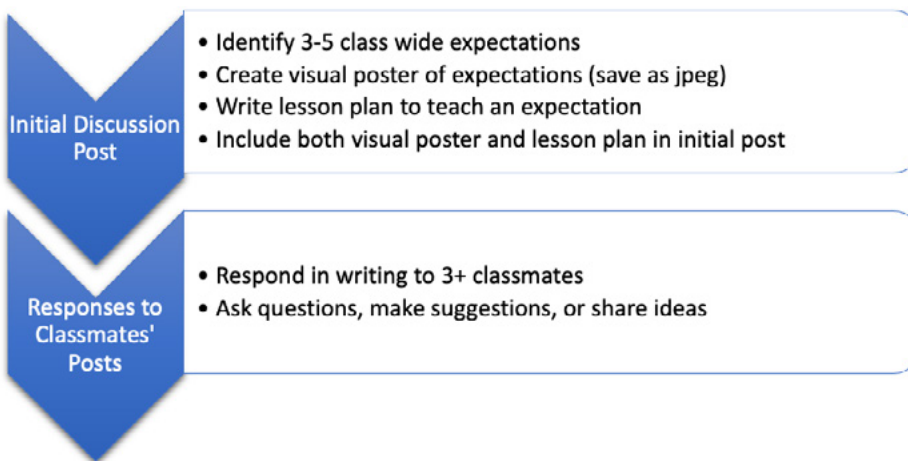 Initial Discussion
Post
• Identify 3-5 class wide expectations
• Create visual poster of expectations (save as jpeg)
• Write lesson plan to teach an expectation
• Include both visual poster and lesson plan in initial post
Responses to
Classmates'
Posts
• Respond in writing to 3+ classmates
• Ask questions, make suggestions, or share ideas